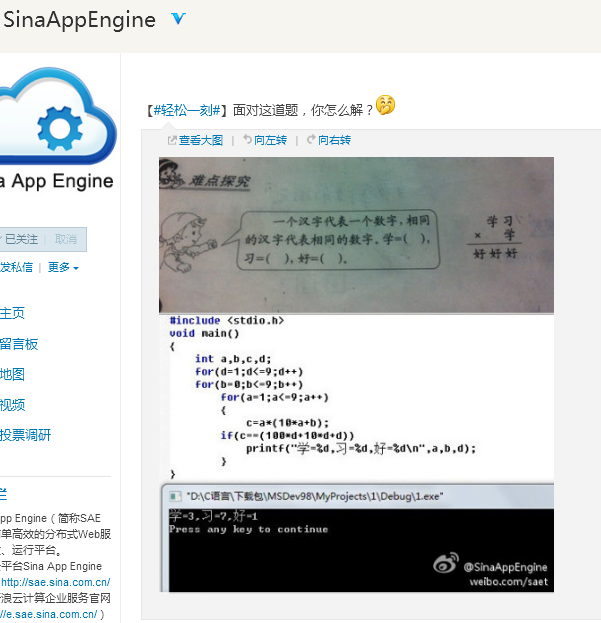 SinaAppEngine
a App Engine
已关注 | 取消
发私信 | 更多
主页
留言板
地图
视频
投票调研
pp Engine（简称SAE
单高效的分布式Web服
、运行平台。
平台Sina App Engine
http://sae.sina.com.cn/
浪云计算企业服务官网
//e.sae.sina.com.cn/ )
【#轻松一刻#】面对这道题，你怎么解？
查看大图 | 向左转 | 向右转
难点探究
一个汉字代表一个数字，相同
的汉字代表相同的数字。学=( ),
习=( ),好=( ).
学习
× 学
好好好
#include <stdio.h>
void main()
{
int a,b,c,d;
for(d=1;d<=9;d++)
for(b=0;b<=9;b++)
for(a=1;a<=9;a++)
{
c=a*(10*a+b);
if(c==(100*d+10*d+d))
printf("学=%d,习=%d,好=%d\n",a,b,d);
}
}
"D:\C语言\下载包\MSDev98\MyProjects\1\Debug\1.exe"
学=3,习=7,好=1
Press any key to continue
@SinaAppEngine
weibo.com/saet